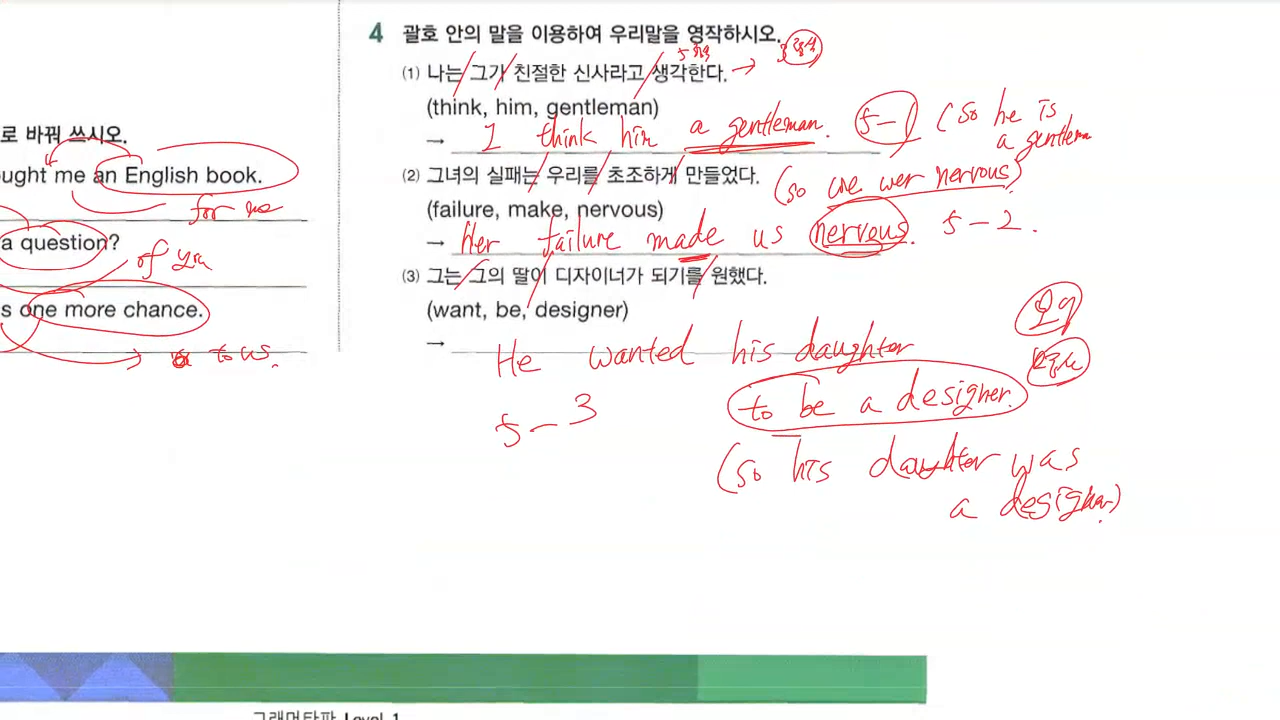 로 바꿔 쓰시오.
ought me an English book.
for me
a question?
of you
s one more chance.
to us.
4 괄호 안의 말을 이용하여 우리말을 영작하시오.
(1) 나는 그가 친절한 신사라고 생각한다. →
(think, him, gentleman)
→ I think him a gentleman. 5-1 (so he is
a gentleman
(2) 그녀의 실패는 우리를 초조하게 만들었다. (so we wer nervous)
(failure, make, nervous)
→ Her failure made us nervous. 5-2.
(3) 그는 그의 딸이 디자이너가 되기를 원했다.
(want, be, designer)
→ He wanted his daughter
to be a designer.
5-3
(so his daughter was
a designer)
그래머타파 Level 1